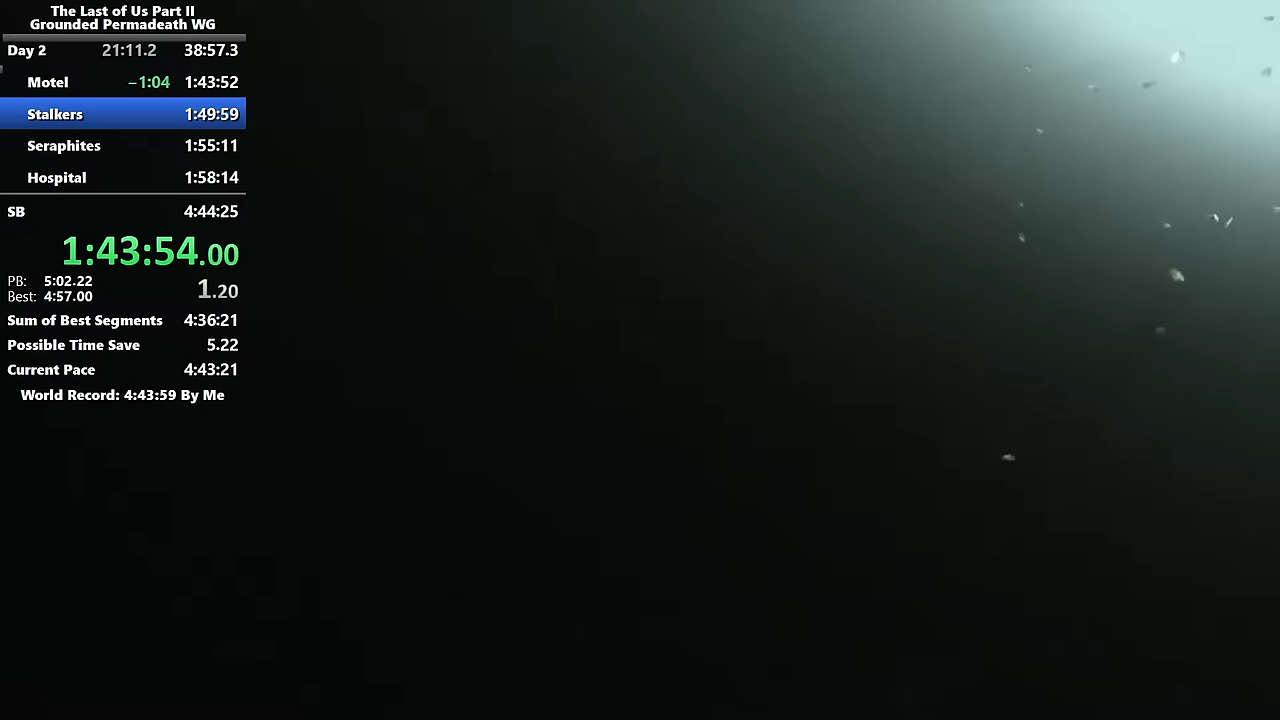 The Last of Us Part II
Grounded Permadeath WG
Day 2 21:11.2 38:57.3
Motel −1:04 1:43:52
Stalkers 1:49:59
Seraphites 1:55:11
Hospital 1:58:14
SB 4:44:25
1:43:54.00
PB: 5:02.22
Best: 4:57.00
1.20
Sum of Best Segments 4:36:21
Possible Time Save 5.22
Current Pace 4:43:21
World Record: 4:43:59 By Me